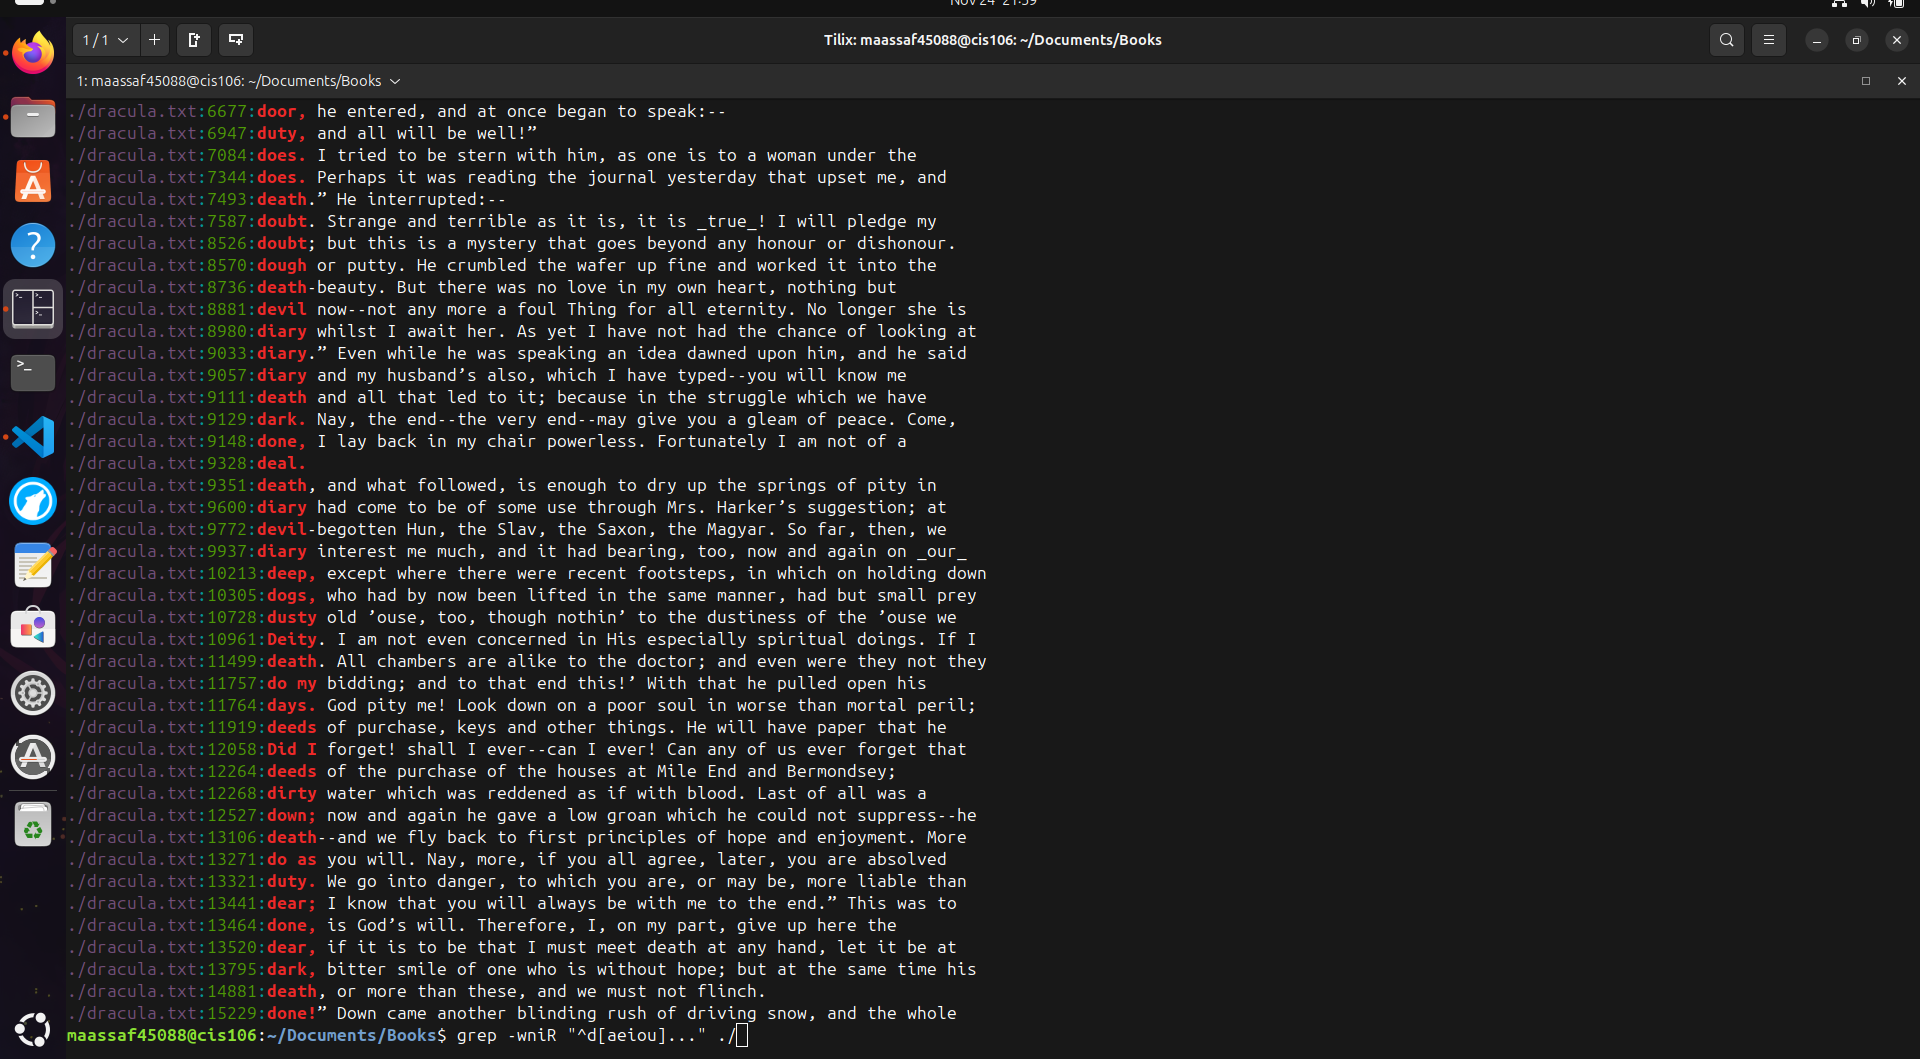 Nov 24 21:39
1 / 1
Tilix: maassaf45088@cis106: ~/Documents/Books
1: maassaf45088@cis106: ~/Documents/Books
./dracula.txt:6677:door, he entered, and at once began to speak:--
./dracula.txt:6947:duty, and all will be well!”
./dracula.txt:7084:does. I tried to be stern with him, as one is to a woman under the
./dracula.txt:7344:does. Perhaps it was reading the journal yesterday that upset me, and
./dracula.txt:7493:death.” He interrupted:--
./dracula.txt:7587:doubt. Strange and terrible as it is, it is _true_! I will pledge my
./dracula.txt:8526:doubt; but this is a mystery that goes beyond any honour or dishonour.
./dracula.txt:8570:dough or putty. He crumbled the wafer up fine and worked it into the
./dracula.txt:8736:death-beauty. But there was no love in my own heart, nothing but
./dracula.txt:8881:devil now--not any more a foul Thing for all eternity. No longer she is
./dracula.txt:8980:diary whilst I await her. As yet I have not had the chance of looking at
./dracula.txt:9033:diary.” Even while he was speaking an idea dawned upon him, and he said
./dracula.txt:9057:diary and my husband’s also, which I have typed--you will know me
./dracula.txt:9111:death and all that led to it; because in the struggle which we have
./dracula.txt:9129:dark. Nay, the end--the very end--may give you a gleam of peace. Come,
./dracula.txt:9148:done, I lay back in my chair powerless. Fortunately I am not of a
./dracula.txt:9328:deal.
./dracula.txt:9351:death, and what followed, is enough to dry up the springs of pity in
./dracula.txt:9600:diary had come to be of some use through Mrs. Harker’s suggestion; at
./dracula.txt:9772:devil-begotten Hun, the Slav, the Saxon, the Magyar. So far, then, we
./dracula.txt:9937:diary interest me much, and it had bearing, too, now and again on _our_
./dracula.txt:10213:deep, except where there were recent footsteps, in which on holding down
./dracula.txt:10305:dogs, who had by now been lifted in the same manner, had but small prey
./dracula.txt:10728:dusty old ’ouse, too, though nothin’ to the dustiness of the ’ouse we
./dracula.txt:10961:Deity. I am not even concerned in His especially spiritual doings. If I
./dracula.txt:11499:death. All chambers are alike to the doctor; and even were they not they
./dracula.txt:11757:do my bidding; and to that end this!’ With that he pulled open his
./dracula.txt:11764:days. God pity me! Look down on a poor soul in worse than mortal peril;
./dracula.txt:11919:deeds of purchase, keys and other things. He will have paper that he
./dracula.txt:12058:Did I forget! shall I ever--can I ever! Can any of us ever forget that
./dracula.txt:12264:deeds of the purchase of the houses at Mile End and Bermondsey;
./dracula.txt:12268:dirty water which was reddened as if with blood. Last of all was a
./dracula.txt:12527:down; now and again he gave a low groan which he could not suppress--he
./dracula.txt:13106:death--and we fly back to first principles of hope and enjoyment. More
./dracula.txt:13271:do as you will. Nay, more, if you all agree, later, you are absolved
./dracula.txt:13321:duty. We go into danger, to which you are, or may be, more liable than
./dracula.txt:13441:dear; I know that you will always be with me to the end.” This was to
./dracula.txt:13464:done, is God’s will. Therefore, I, on my part, give up here the
./dracula.txt:13520:dear, if it is to be that I must meet death at any hand, let it be at
./dracula.txt:13795:dark, bitter smile of one who is without hope; but at the same time his
./dracula.txt:14881:death, or more than these, and we must not flinch.
./dracula.txt:15229:done!” Down came another blinding rush of driving snow, and the whole
maassaf45088@cis106:~/Documents/Books$ grep -wniR "^d[aeiou]..." ./